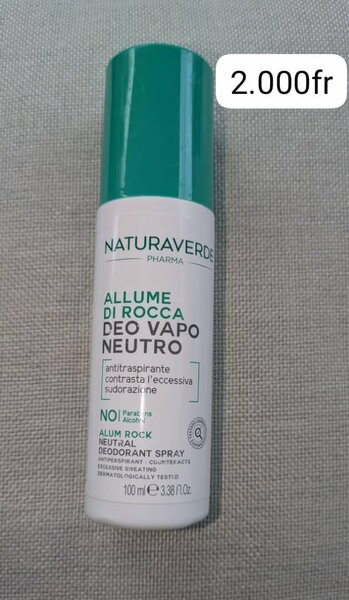 2.000fr
NATURAVERDE
PHARMA
ALLUME
DI ROCCA
DEO VAPO
NEUTRO
antitraspirante
contrasta l'eccessiva
sudorazione
NO Parabens
Alcohol
ALUM ROCK
NEUTRAL
DEODORANT SPRAY
ANTIPERSPIRANT - COUNTERACTS
EXCESSIVE SWEATING
DERMATOLOGICALLY TESTED
100 ml ℮ 3.38 fl.Oz